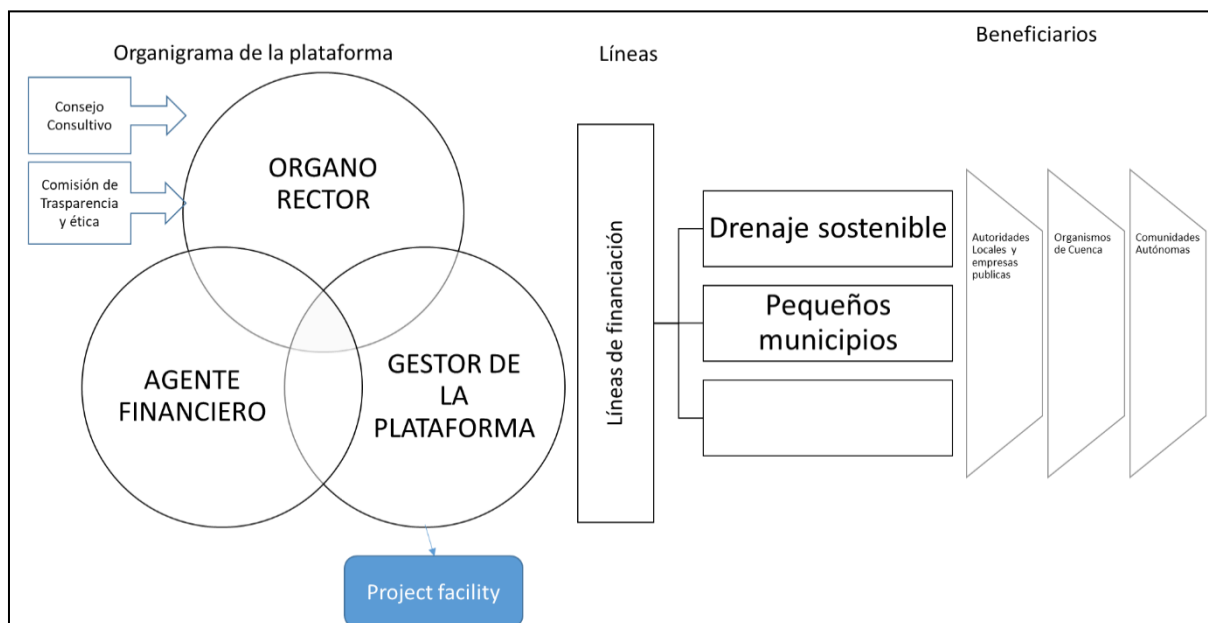 Organigrama de la plataforma
Consejo
Consultivo
Comisión de
Trasparencia
y ética
ORGANO
RECTOR
AGENTE
FINANCIERO
GESTOR DE
LA
PLATAFORMA
Project facility
Líneas
Líneas de financiación
Drenaje sostenible
Pequeños
municipios
Beneficiarios
Autoridades
Locales y
empresas
publicas
Organismos
de Cuenca
Comunidades
Autónomas